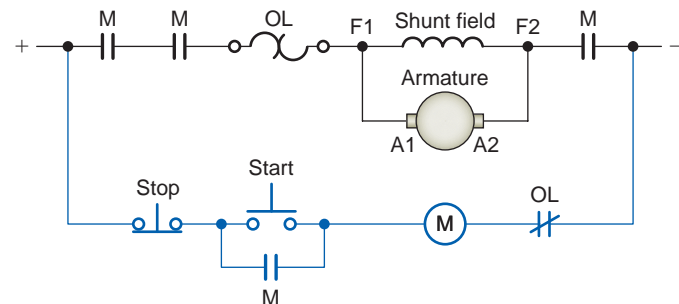 M M OL F1 Shunt field F2 M
+ −
Armature
A1 A2
Stop Start
M OL
M